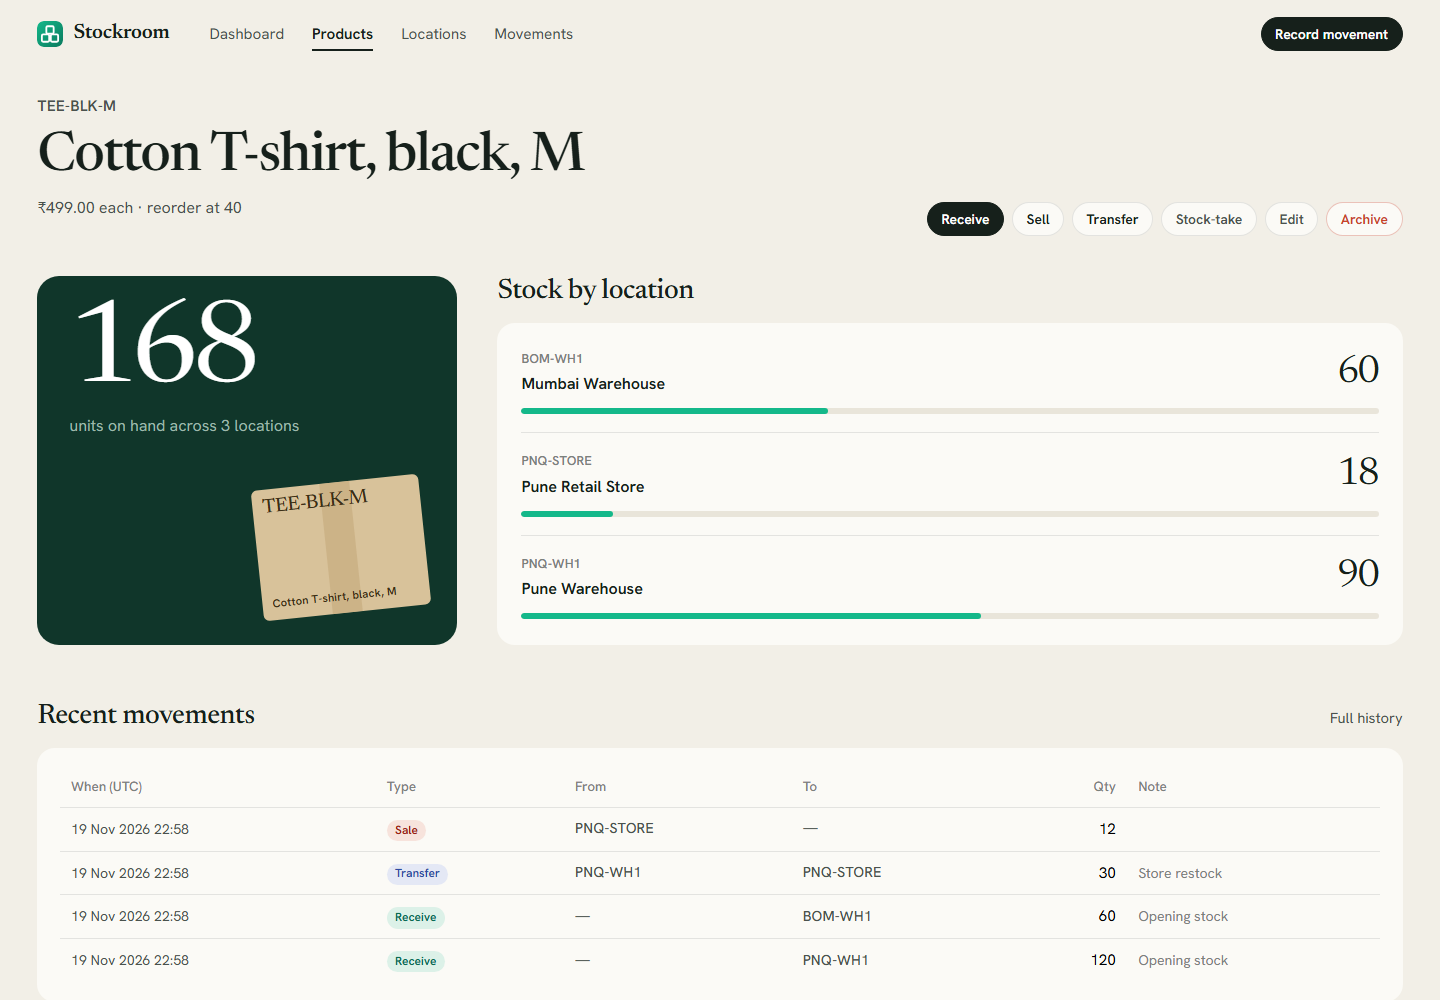 Stockroom
Dashboard
Products
Locations
Movements
Record movement
TEE-BLK-M
Cotton T-shirt, black, M
₹499.00 each · reorder at 40
Receive
Sell
Transfer
Stock-take
Edit
Archive
168
units on hand across 3 locations
TEE-BLK-M
Cotton T-shirt, black, M
Stock by location
BOM-WH1
Mumbai Warehouse
60
PNQ-STORE
Pune Retail Store
18
PNQ-WH1
Pune Warehouse
90
Recent movements
Full history
When (UTC) Type From To Qty Note
19 Nov 2026 22:58 Sale PNQ-STORE — 12
19 Nov 2026 22:58 Transfer PNQ-WH1 PNQ-STORE 30 Store restock
19 Nov 2026 22:58 Receive — BOM-WH1 60 Opening stock
19 Nov 2026 22:58 Receive — PNQ-WH1 120 Opening stock